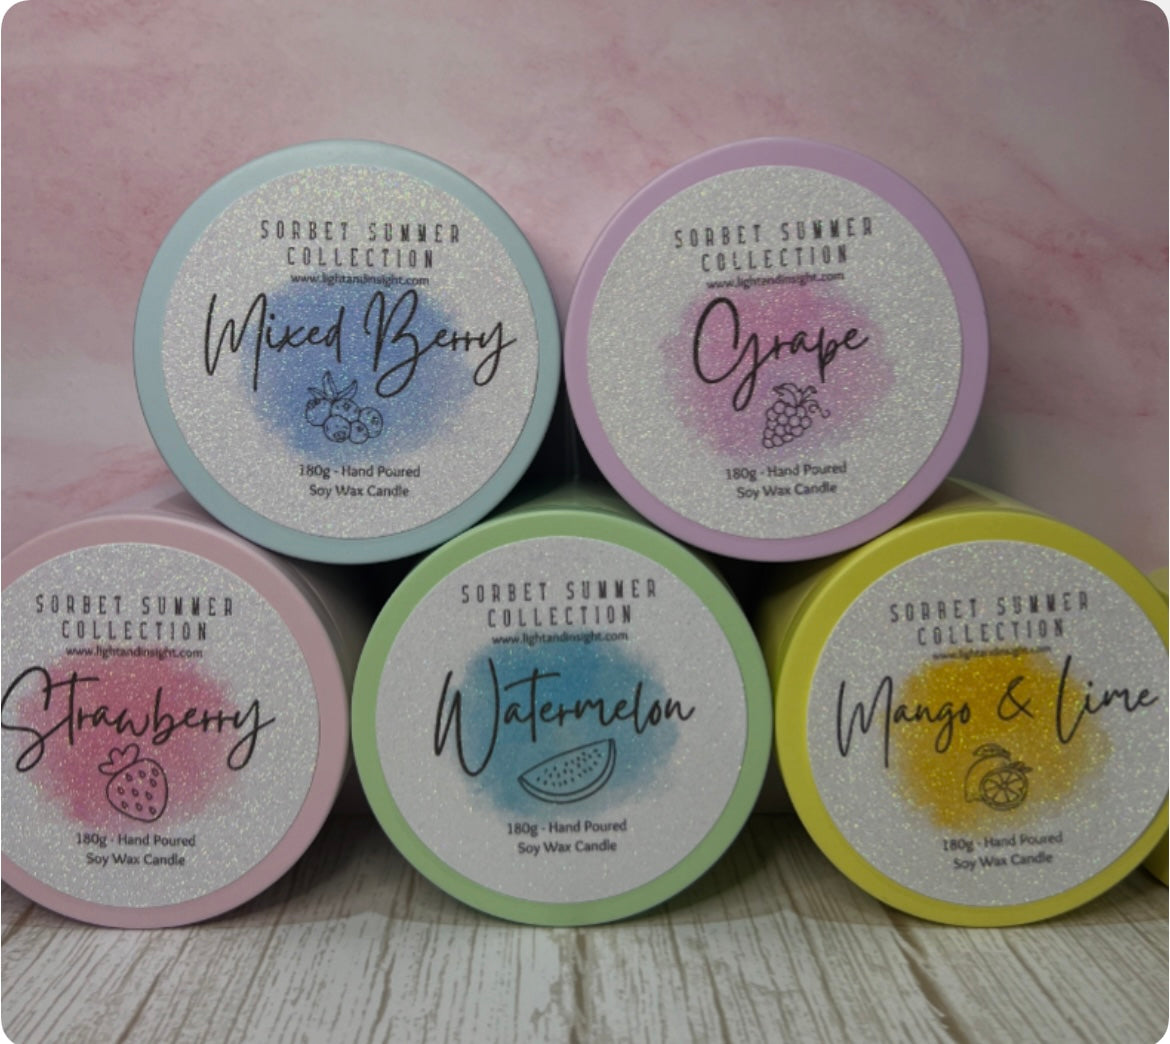 SORBET SUMMER
COLLECTION
www.lightandinsight.com
Mixed Berry
180g - Hand Poured
Soy Wax Candle
SORBET SUMMER
COLLECTION
www.lightandinsight.com
Grape
180g - Hand Poured
Soy Wax Candle
SORBET SUMMER
COLLECTION
www.lightandinsight.com
Strawberry
180g - Hand Poured
Soy Wax Candle
SORBET SUMMER
COLLECTION
www.lightandinsight.com
Watermelon
180g - Hand Poured
Soy Wax Candle
SORBET SUMMER
COLLECTION
www.lightandinsight.com
Mango & Lime
180g - Hand Poured
Soy Wax Candle